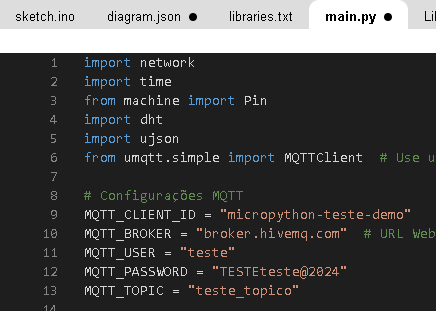 sketch.ino diagram.json libraries.txt main.py
1 import network
2 import time
3 from machine import Pin
4 import dht
5 import ujson
6 from umqtt.simple import MQTTClient # Use
7
8 # Configurações MQTT
9 MQTT_CLIENT_ID = "micropython-teste-demo"
10 MQTT_BROKER = "broker.hivemq.com" # URL
11 MQTT_USER = "teste"
12 MQTT_PASSWORD = "TESTEteste@2024"
13 MQTT_TOPIC = "teste_topico"